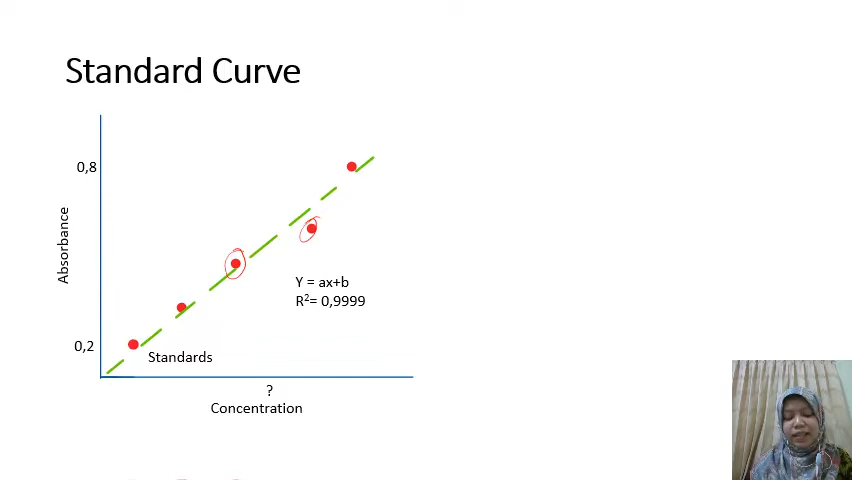 Standard Curve
0,8
Absorbance
Y = ax+b
R²= 0,9999
0,2
Standards
?
Concentration